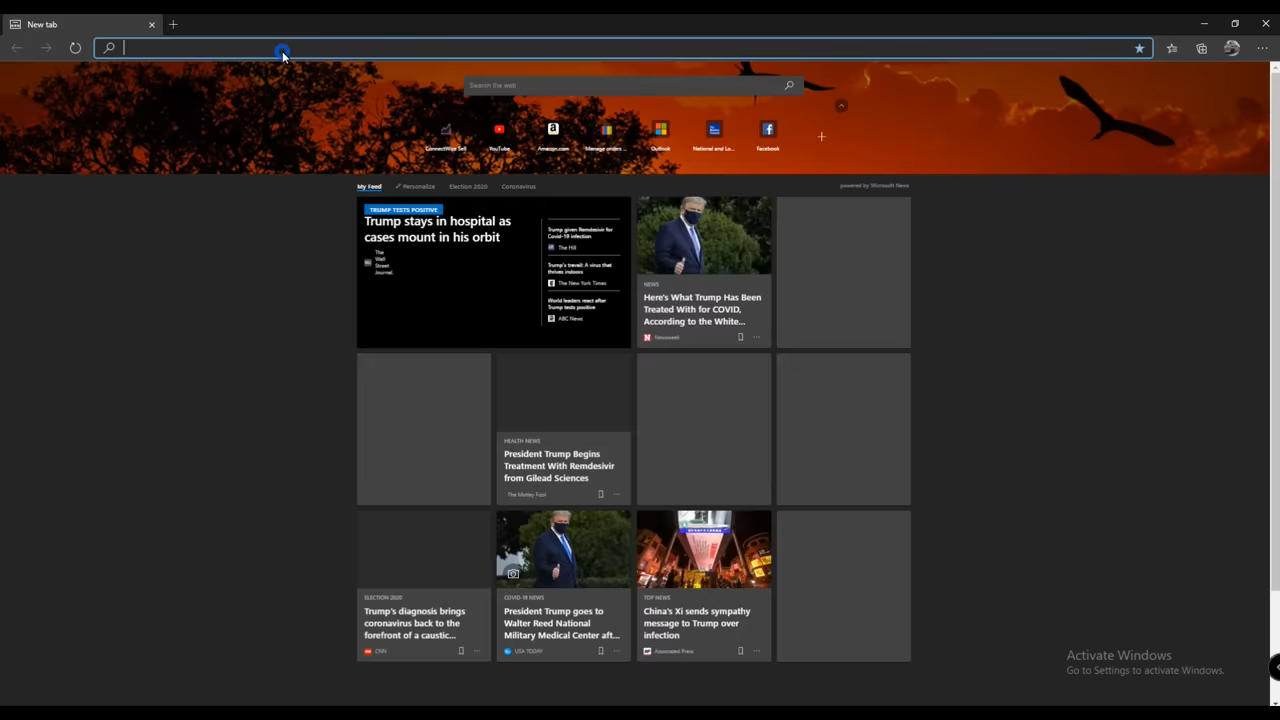 New tab
Search the web
ConnectWise Sell
YouTube
Amazon.com
Manage orders ...
Outlook
National and Lo...
Facebook
My Feed
Personalize
Election 2020
Coronavirus
powered by Microsoft News
TRUMP TESTS POSITIVE
Trump stays in hospital as
cases mount in his orbit
The
Wall
Street
Journal.
Trump given Remdesivir for
Covid-19 infection
The Hill
Trump's travail: A virus that
thrives indoors
The New York Times
World leaders react after
Trump tests positive
ABC News
NEWS
Here's What Trump Has Been
Treated With for COVID,
According to the White...
Newsweek
HEALTH NEWS
President Trump Begins
Treatment With Remdesivir
from Gilead Sciences
The Motley Fool
ELECTION 2020
Trump's diagnosis brings
coronavirus back to the
forefront of a caustic...
CNN
COVID-19 NEWS
President Trump goes to
Walter Reed National
Military Medical Center aft...
USA TODAY
TOP NEWS
China's Xi sends sympathy
message to Trump over
infection
Associated Press
Activate Windows
Go to Settings to activate Windows.